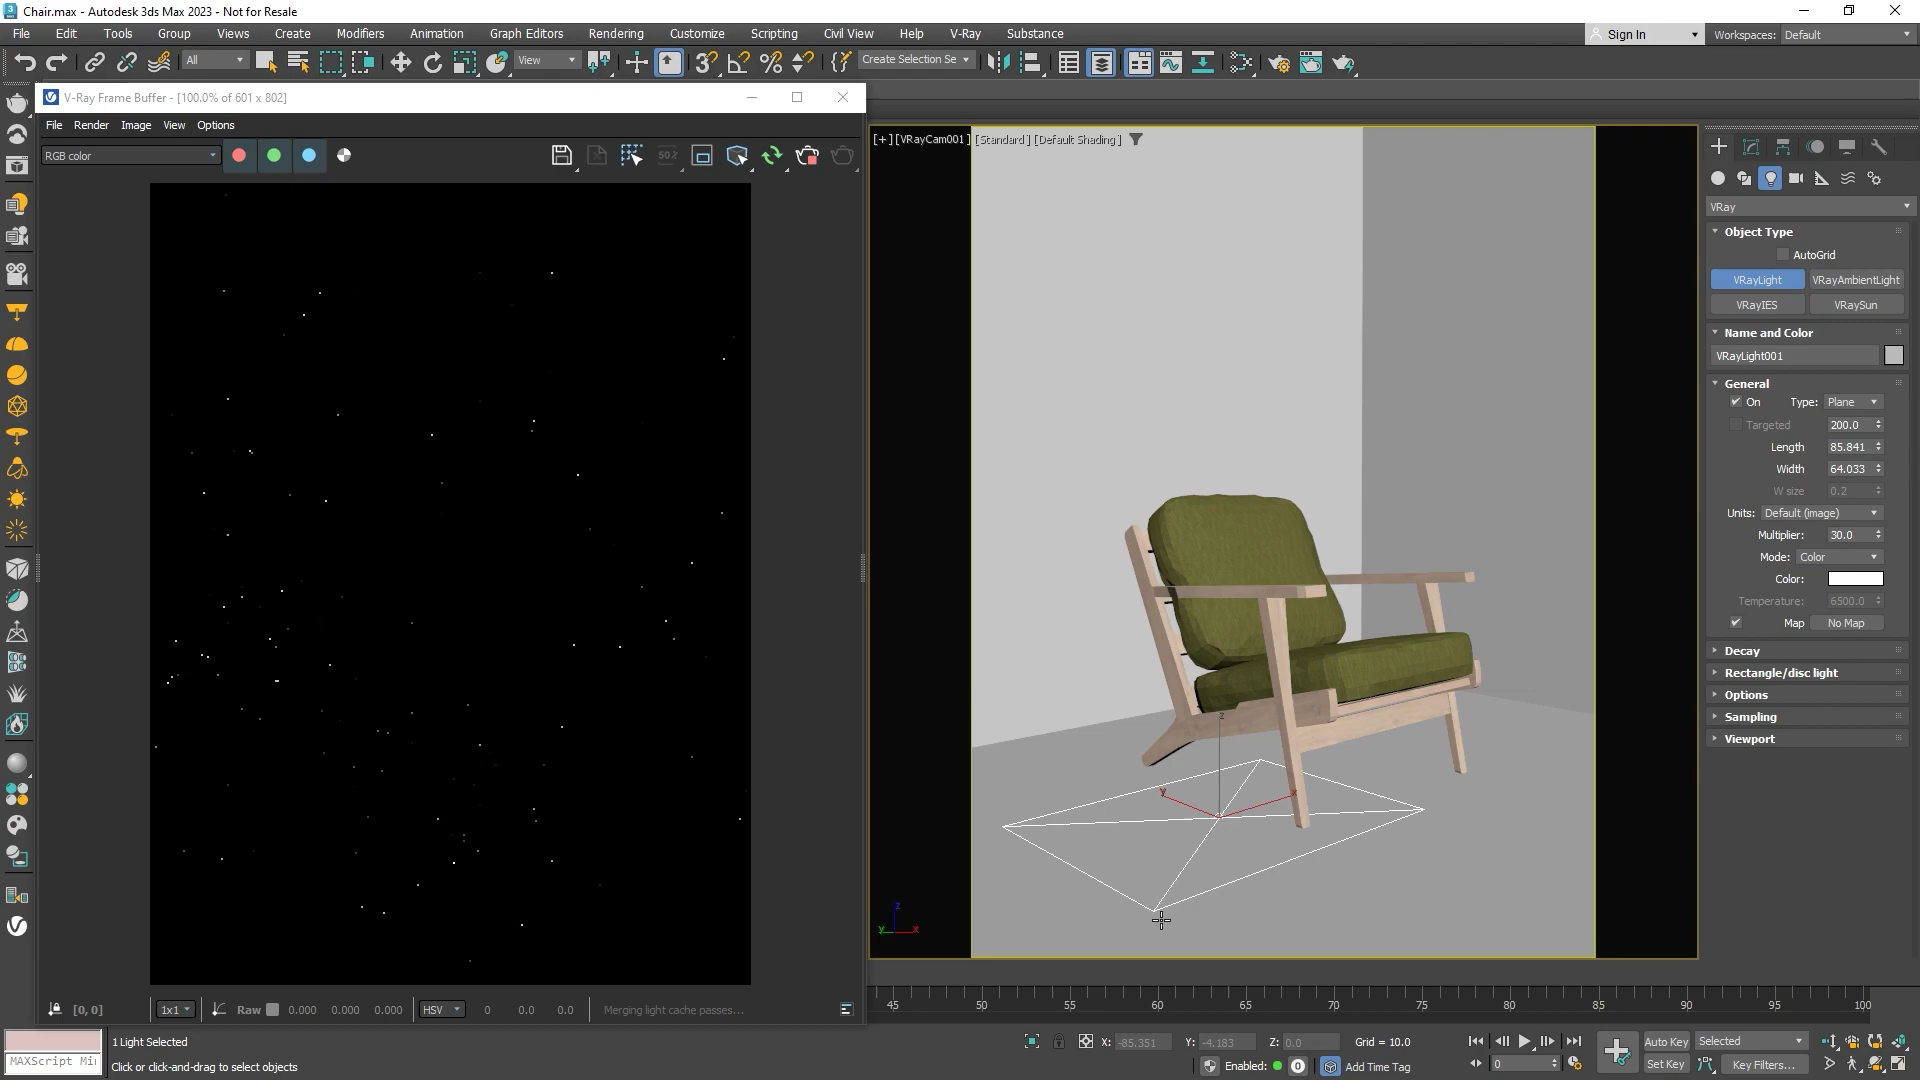 Chair.max - Autodesk 3ds Max 2023 - Not for Resale
File Edit Tools Group Views Create Modifiers Animation Graph Editors Rendering Customize Scripting Civil View Help V-Ray Substance
Sign In Workspaces: Default
All View Create Selection Se
V-Ray Frame Buffer - [100.0% of 601 x 802]
File Render Image View Options
RGB color
50%
[+] [VRayCam001] [Standard] [Default Shading]
VRay
Object Type
AutoGrid
VRayLight VRayAmbientLight
VRayIES VRaySun
Name and Color
VRayLight001
General
On Type: Plane
Targeted 200.0
Length 85.841
Width 64.033
W size 0.2
Units: Default (image)
Multiplier: 30.0
Mode: Color
Color:
Temperature: 6500.0
Map No Map
Decay
Rectangle/disc light
Options
Sampling
Viewport
z
y x
z
y x
[0, 0] 1x1 Raw 0.000 0.000 0.000 HSV 0 0.0 0.0 Merging light cache passes...
45 50 55 60 65 70 75 80 85 90 95 100
1 Light Selected
X: -85.351 Y: -4.183 Z: 0.0 Grid = 10.0
Auto Key Selected
MAXScript Mi
Click or click-and-drag to select objects
Enabled: 0 Add Time Tag
0
Set Key Key Filters...